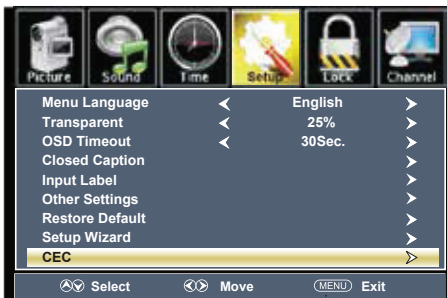 Picture Sound Time Setup Lock Channel
Menu Language English
Transparent 25%
OSD Timeout 30Sec.
Closed Caption
Input Label
Other Settings
Restore Default
Setup Wizard
CEC
Select Move MENU Exit